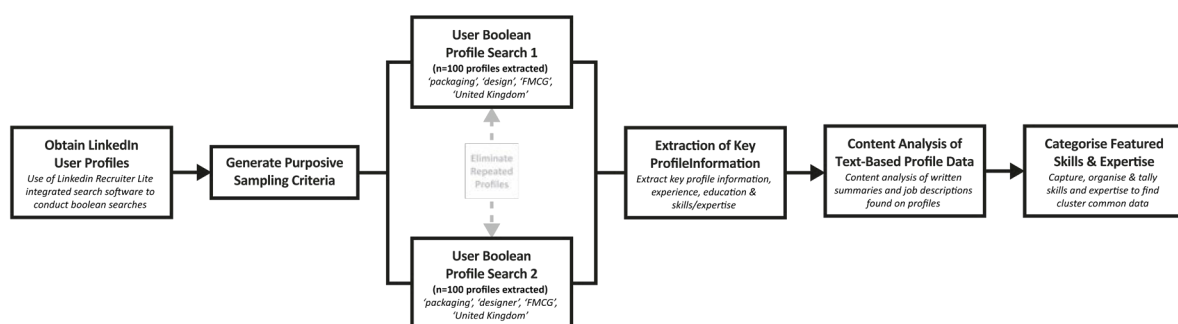 Obtain LinkedIn
User Profiles
Use of Linkedin Recruiter Lite
integrated search software to
conduct boolean searches
Generate Purposive
Sampling Criteria
User Boolean
Profile Search 1
(n=100 profiles extracted)
‘packaging’, ‘design’, ‘FMCG’,
‘United Kingdom’
Eliminate
Repeated
Profiles
User Boolean
Profile Search 2
(n=100 profiles extracted)
‘packaging’, ‘designer’, ‘FMCG’,
‘United Kingdom’
Extraction of Key
ProfileInformation
Extract key profile information,
experience, education &
skills/expertise
Content Analysis of
Text-Based Profile Data
Content analysis of written
summaries and job descriptions
found on profiles
Categorise Featured
Skills & Expertise
Capture, organise & tally
skills and expertise to find
cluster common data